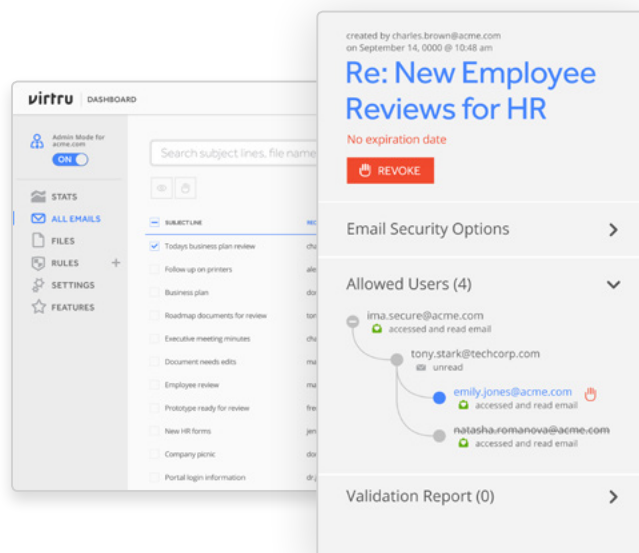 virtru DASHBOARD
Admin Mode for
acme.com
ON
STATS
ALL EMAILS
FILES
RULES
SETTINGS
FEATURES
Search subject lines, file name
SUBJECT LINE
Todays business plan review
Follow up on printers
Business plan
Roadmap documents for review
Executive meeting minutes
Document needs edits
Employee review
Prototype ready for review
New HR forms
Company picnic
Portal login information
created by charles.brown@acme.com
on September 14, 0000 @ 10:48 am
Re: New Employee
Reviews for HR
No expiration date
REVOKE
Email Security Options
Allowed Users (4)
ima.secure@acme.com
accessed and read email
tony.stark@techcorp.com
unread
emily.jones@acme.com
accessed and read email
natasha.romanova@acme.com
accessed and read email
Validation Report (0)